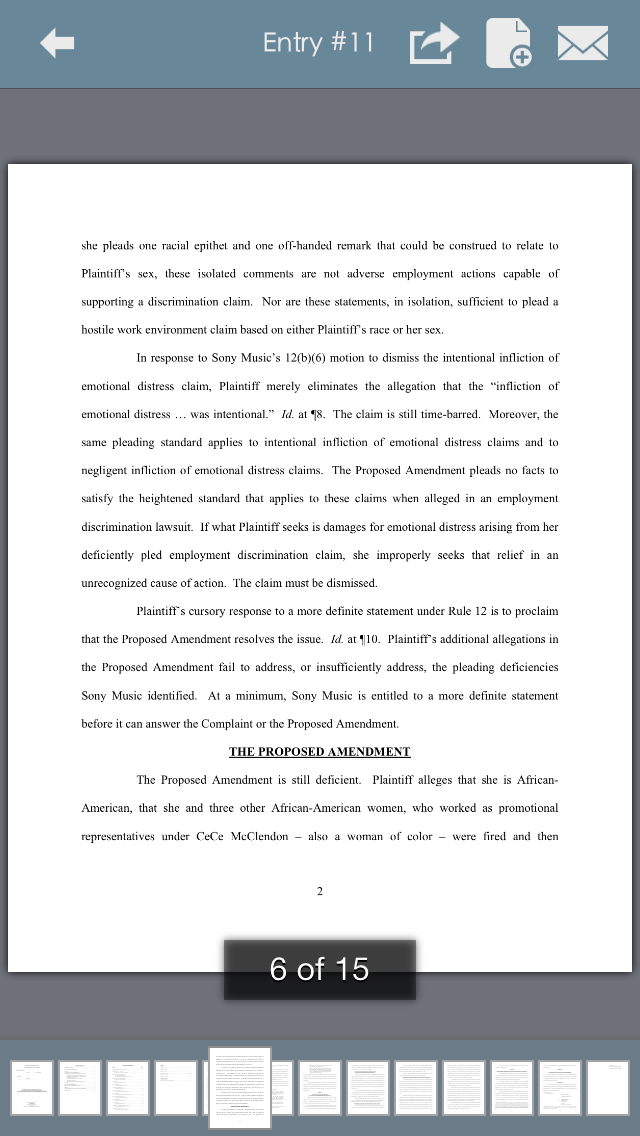 Entry #11
she pleads one racial epithet and one off-handed remark that could be construed to relate to
Plaintiff's sex, these isolated comments are not adverse employment actions capable of
supporting a discrimination claim.  Nor are these statements, in isolation, sufficient to plead a
hostile work environment claim based on either Plaintiff's race or her sex.
In response to Sony Music's 12(b)(6) motion to dismiss the intentional infliction of
emotional distress claim, Plaintiff merely eliminates the allegation that the “infliction of
emotional distress … was intentional.”  Id. at ¶8.  The claim is still time-barred.  Moreover, the
same pleading standard applies to intentional infliction of emotional distress claims and to
negligent infliction of emotional distress claims.  The Proposed Amendment pleads no facts to
satisfy the heightened standard that applies to these claims when alleged in an employment
discrimination lawsuit.  If what Plaintiff seeks is damages for emotional distress arising from her
deficiently pled employment discrimination claim, she improperly seeks that relief in an
unrecognized cause of action.  The claim must be dismissed.
Plaintiff's cursory response to a more definite statement under Rule 12 is to proclaim
that the Proposed Amendment resolves the issue.  Id. at ¶10.  Plaintiff's additional allegations in
the Proposed Amendment fail to address, or insufficiently address, the pleading deficiencies
Sony Music identified.  At a minimum, Sony Music is entitled to a more definite statement
before it can answer the Complaint or the Proposed Amendment.
THE PROPOSED AMENDMENT
The Proposed Amendment is still deficient.  Plaintiff alleges that she is African-
American, that she and three other African-American women, who worked as promotional
representatives under CeCe McClendon – also a woman of color – were fired and then
2
6 of 15